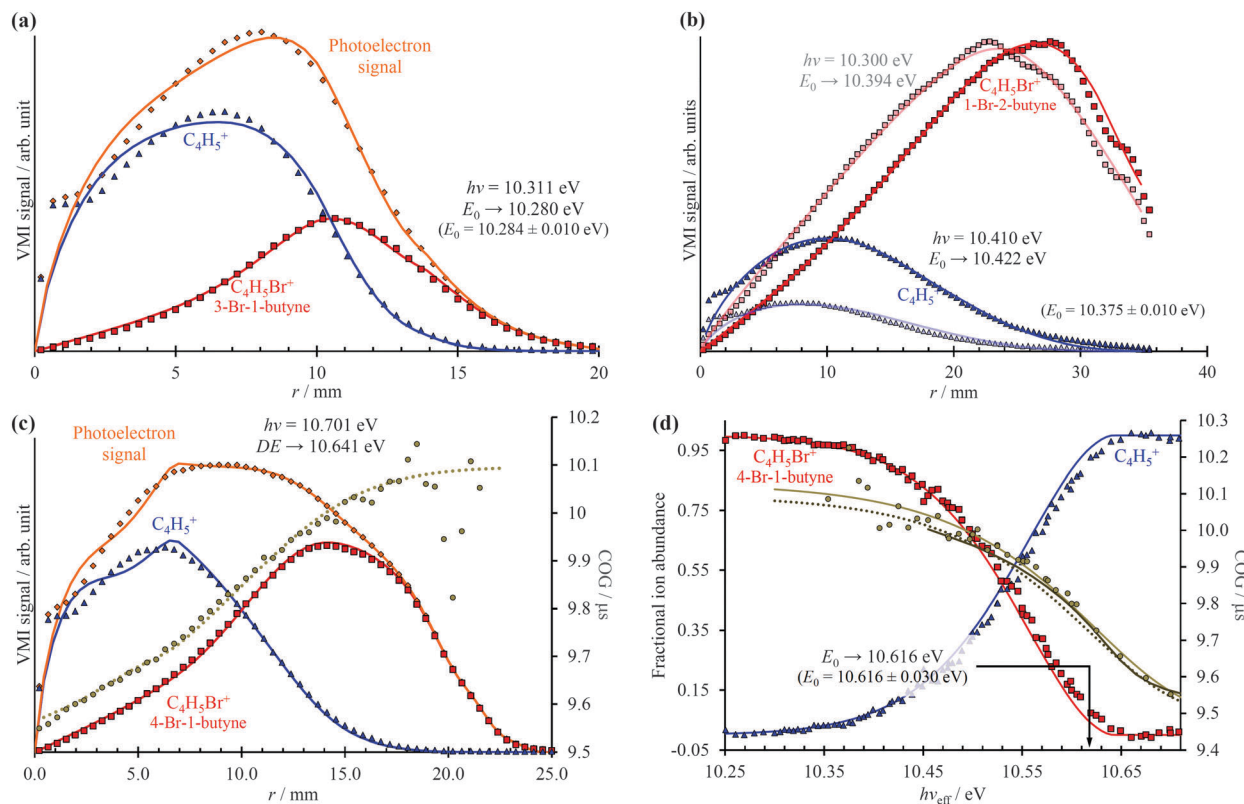 (a)
VMI signal / arb. unit
Photoelectron
signal
C₄H₅⁺
hν = 10.311 eV
E₀ → 10.280 eV
(E₀ = 10.284 ± 0.010 eV)
C₄H₅Br⁺
3-Br-1-butyne
0 5 10 15 20
r / mm
(b)
VMI signal / arb. units
hν = 10.300 eV
E₀ → 10.394 eV
C₄H₅Br⁺
1-Br-2-butyne
hν = 10.410 eV
E₀ → 10.422 eV
C₄H₅⁺
(E₀ = 10.375 ± 0.010 eV)
0 10 20 30 40
r / mm
(c)
VMI signal / arb. unit
Photoelectron
signal
hν = 10.701 eV
DE → 10.641 eV
C₄H₅⁺
C₄H₅Br⁺
4-Br-1-butyne
10.2
10.1
10
9.9
9.8
9.7
9.6
9.5
COG / µs
0.0 5.0 10.0 15.0 20.0 25.0
r / mm
(d)
Fractional ion abundance
0.95
0.75
0.55
0.35
0.15
-0.05
C₄H₅Br⁺
4-Br-1-butyne
C₄H₅⁺
E₀ → 10.616 eV
(E₀ = 10.616 ± 0.030 eV)
10.3
10.2
10.1
10.0
9.9
9.8
9.7
9.6
9.5
9.4
COG / µs
10.25 10.35 10.45 10.55 10.65
hνeff / eV